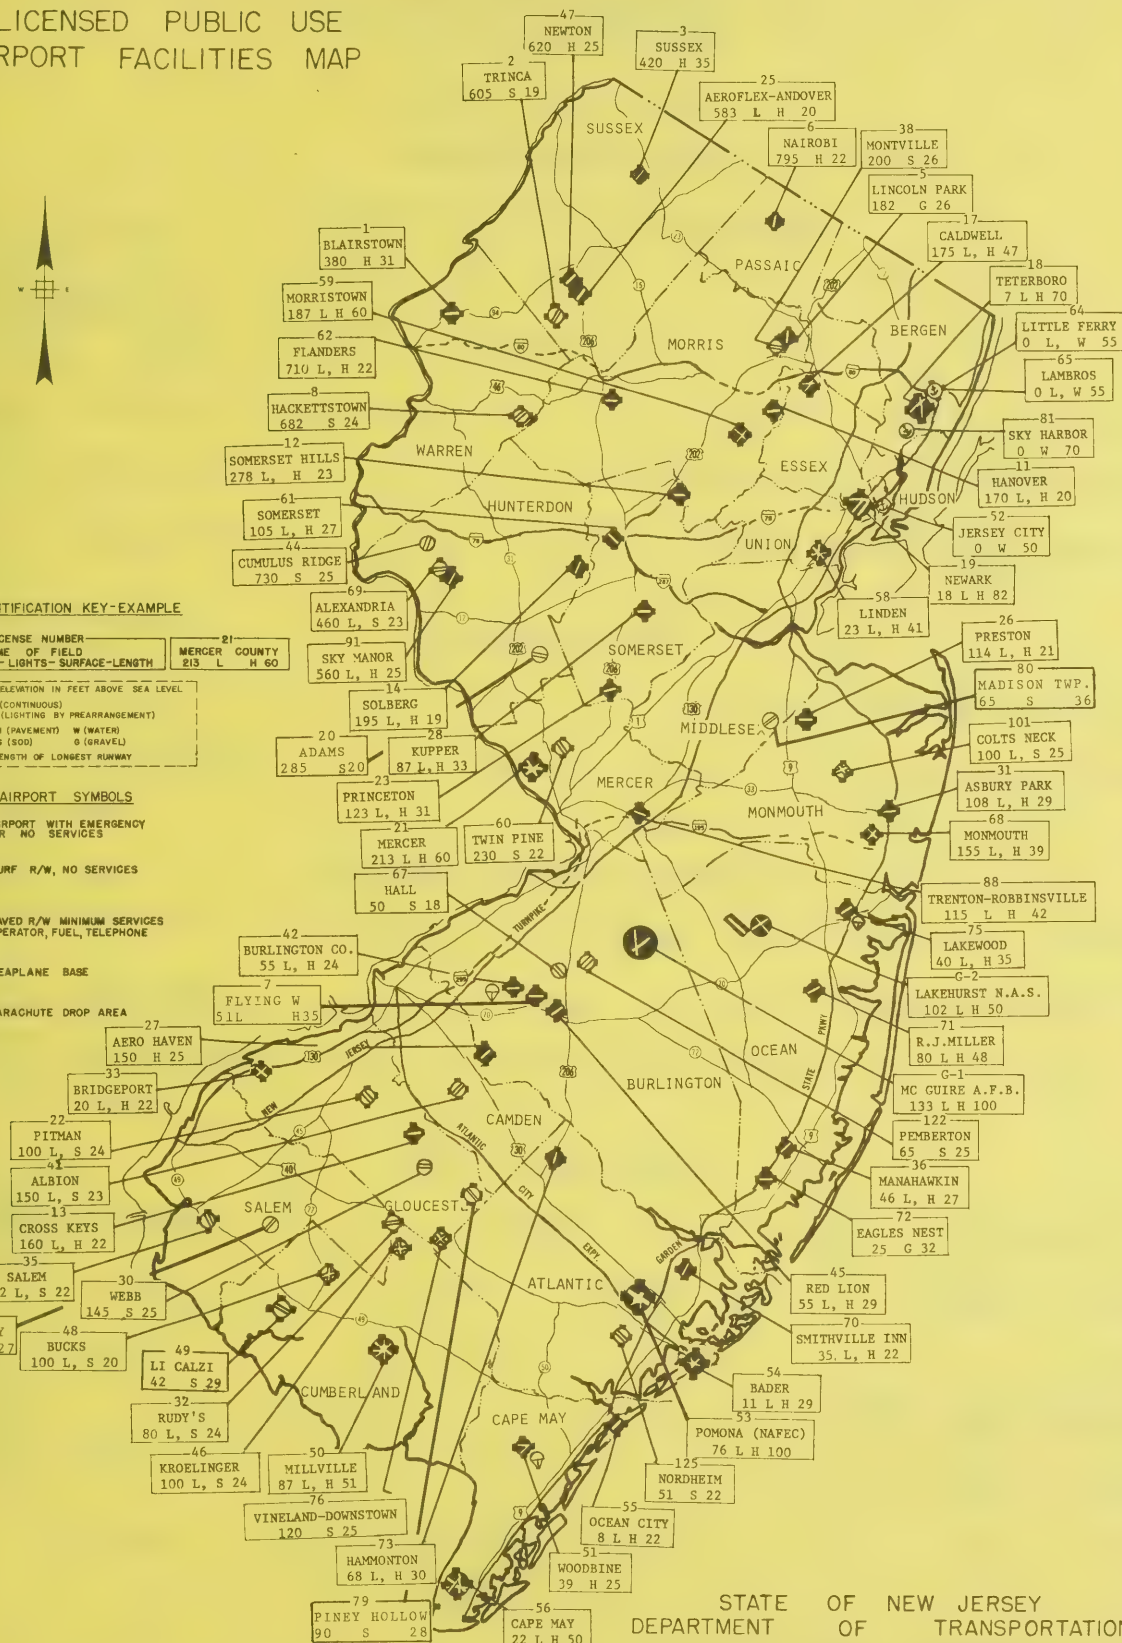 LICENSED PUBLIC USE
RPORT FACILITIES MAP
47
NEWTON
620 H 25
3
SUSSEX
420 H 35
2
TRINCA
605 S 19
25
AEROFLEX-ANDOVER
583 L H 20
6
NAIROBI
795 H 22
38
MONTVILLE
200 S 26
5
LINCOLN PARK
182 G 26
17
CALDWELL
175 L, H 47
18
TETERBORO
7 L H 70
64
LITTLE FERRY
0 L, W 55
65
LAMBROS
0 L, W 55
81
SKY HARBOR
0 W 70
11
HANOVER
170 L, H 20
52
JERSEY CITY
0 W 50
19
NEWARK
18 L H 82
58
LINDEN
23 L, H 41
26
PRESTON
114 L, H 21
80
MADISON TWP.
65 S 36
101
COLTS NECK
100 L, S 25
31
ASBURY PARK
108 L, H 29
68
MONMOUTH
155 L, H 39
88
TRENTON-ROBBINSVILLE
115 L H 42
75
LAKEWOOD
40 L, H 35
G-2
LAKEHURST N.A.S.
102 L H 50
71
R.J.MILLER
80 L H 48
G-1
MC GUIRE A.F.B.
133 L H 100
122
PEMBERTON
65 S 25
36
MANAHAWKIN
46 L, H 27
72
EAGLES NEST
25 G 32
45
RED LION
55 L, H 29
70
SMITHVILLE INN
35. L, H 22
54
BADER
11 L H 29
53
POMONA (NAFEC)
76 L H 100
125
NORDHEIM
51 S 22
55
OCEAN CITY
8 L H 22
51
WOODBINE
39 H 25
56
CAPE MAY
22 L H 50
1
BLAIRSTOWN
380 H 31
59
MORRISTOWN
187 L H 60
62
FLANDERS
710 L, H 22
8
HACKETTSTOWN
682 S 24
12
SOMERSET HILLS
278 L, H 23
61
SOMERSET
105 L, H 27
44
CUMULUS RIDGE
730 S 25
69
ALEXANDRIA
460 L, S 23
91
SKY MANOR
560 L, H 25
14
SOLBERG
195 L, H 19
20
ADAMS
285 S20
28
KUPPER
87 L, H 33
23
PRINCETON
123 L, H 31
21
MERCER
213 L H 60
60
TWIN PINE
230 S 22
67
HALL
50 S 18
42
BURLINGTON CO.
55 L, H 24
7
FLYING W
51L H35
27
AERO HAVEN
150 H 25
33
BRIDGEPORT
20 L, H 22
22
PITMAN
100 L, S 24
41
ALBION
150 L, S 23
13
CROSS KEYS
160 L, H 22
35
SALEM
2 L, S 22
30
WEBB
145 S 25
Y
27
48
BUCKS
100 L, S 20
49
LI CALZI
42 S 29
32
RUDY'S
80 L, S 24
46
KROELINGER
100 L, S 24
50
MILLVILLE
87 L, H 51
76
VINELAND-DOWNSTOWN
120 S 25
73
HAMMONTON
68 L, H 30
79
PINEY HOLLOW
90 S 28
W E
TIFICATION KEY-EXAMPLE
CENSE NUMBER
ME OF FIELD
- LIGHTS- SURFACE-LENGTH
21
MERCER COUNTY
213 L H 60
ELEVATION IN FEET ABOVE SEA LEVEL
(CONTINUOUS)
(LIGHTING BY PREARRANGEMENT)
H (PAVEMENT) W (WATER)
S (SOD) G (GRAVEL)
ENGTH OF LONGEST RUNWAY
AIRPORT SYMBOLS
RPORT WITH EMERGENCY
R NO SERVICES
URF R/W, NO SERVICES
AVED R/W MINIMUM SERVICES
PERATOR, FUEL, TELEPHONE
EAPLANE BASE
ARACHUTE DROP AREA
SUSSEX
PASSAIC
BERGEN
MORRIS
WARREN
ESSEX
HUDSON
HUNTERDON
UNION
SOMERSET
MIDDLESE
MERCER
MONMOUTH
OCEAN
BURLINGTON
CAMDEN
GLOUCEST
SALEM
ATLANTIC
CUMBERLAND
CAPE MAY
NEW JERSEY TURNPIKE
ATLANTIC CITY EXPY.
GARDEN STATE PKWY
STATE OF NEW JERSEY
DEPARTMENT OF TRANSPORTATION